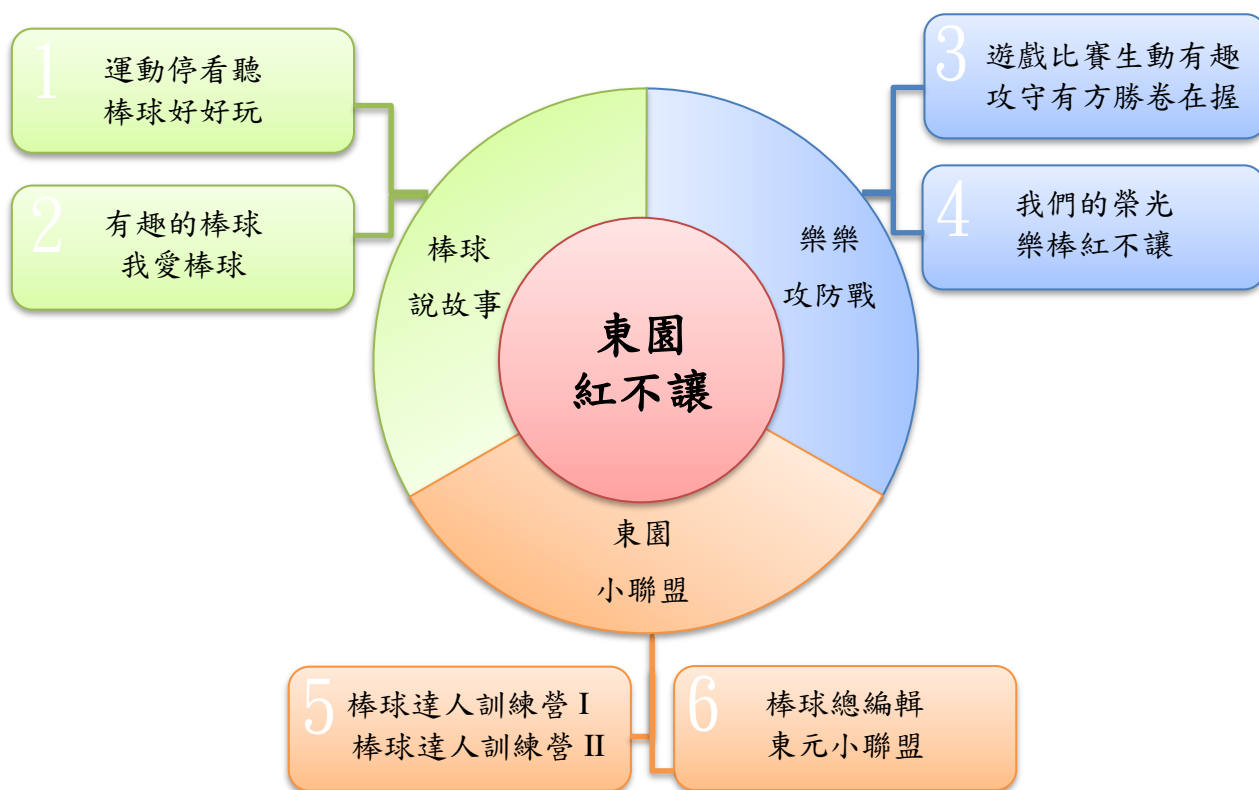 1
運動停看聽
棒球好好玩
2
有趣的棒球
我愛棒球
3
遊戲比賽生動有趣
攻守有方勝卷在握
4
我們的榮光
樂棒紅不讓
棒球
說故事
樂樂
攻防戰
東園
紅不讓
東園
小聯盟
5
棒球達人訓練營 I
棒球達人訓練營 II
6
棒球總編輯
東元小聯盟